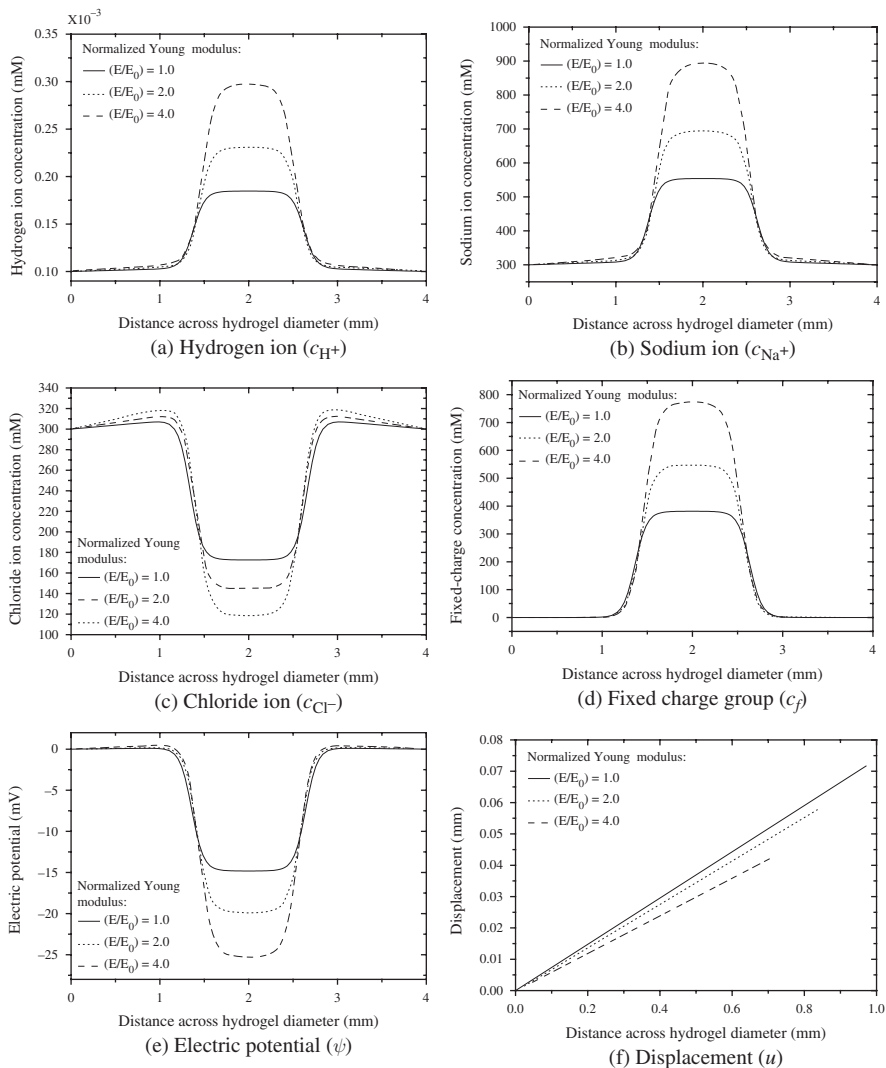 X10⁻³
0.35
0.30
0.25
0.20
0.15
0.10
Hydrogen ion concentration (mM)
Normalized Young modulus:
(E/E₀) = 1.0
(E/E₀) = 2.0
(E/E₀) = 4.0
0 1 2 3 4
Distance across hydrogel diameter (mm)
(a) Hydrogen ion (c_H⁺)
1000
900
800
700
600
500
400
300
Sodium ion concentration (mM)
Normalized Young modulus:
(E/E₀) = 1.0
(E/E₀) = 2.0
(E/E₀) = 4.0
0 1 2 3 4
Distance across hydrogel diameter (mm)
(b) Sodium ion (c_Na⁺)
340
320
300
280
260
240
220
200
180
160
140
120
100
Chloride ion concentration (mM)
Normalized Young
modulus:
(E/E₀) = 1.0
(E/E₀) = 2.0
(E/E₀) = 4.0
0 1 2 3 4
Distance across hydrogel diameter (mm)
(c) Chloride ion (c_Cl⁻)
800
700
600
500
400
300
200
100
0
Fixed-charge concentration (mM)
Normalized Young modulus:
(E/E₀) = 1.0
(E/E₀) = 2.0
(E/E₀) = 4.0
0 1 2 3 4
Distance across hydrogel diameter (mm)
(d) Fixed charge group (c_f)
0
−5
−10
−15
−20
−25
Electric potential (mV)
Normalized Young
modulus:
(E/E₀) = 1.0
(E/E₀) = 2.0
(E/E₀) = 4.0
0 1 2 3 4
Distance across hydrogel diameter (mm)
(e) Electric potential (ψ)
0.08
0.07
0.06
0.05
0.04
0.03
0.02
0.01
0.00
Displacement (mm)
Normalized Young modulus:
(E/E₀) = 1.0
(E/E₀) = 2.0
(E/E₀) = 4.0
0.0 0.2 0.4 0.6 0.8 1.0
Distance across hydrogel diameter (mm)
(f) Displacement (u)